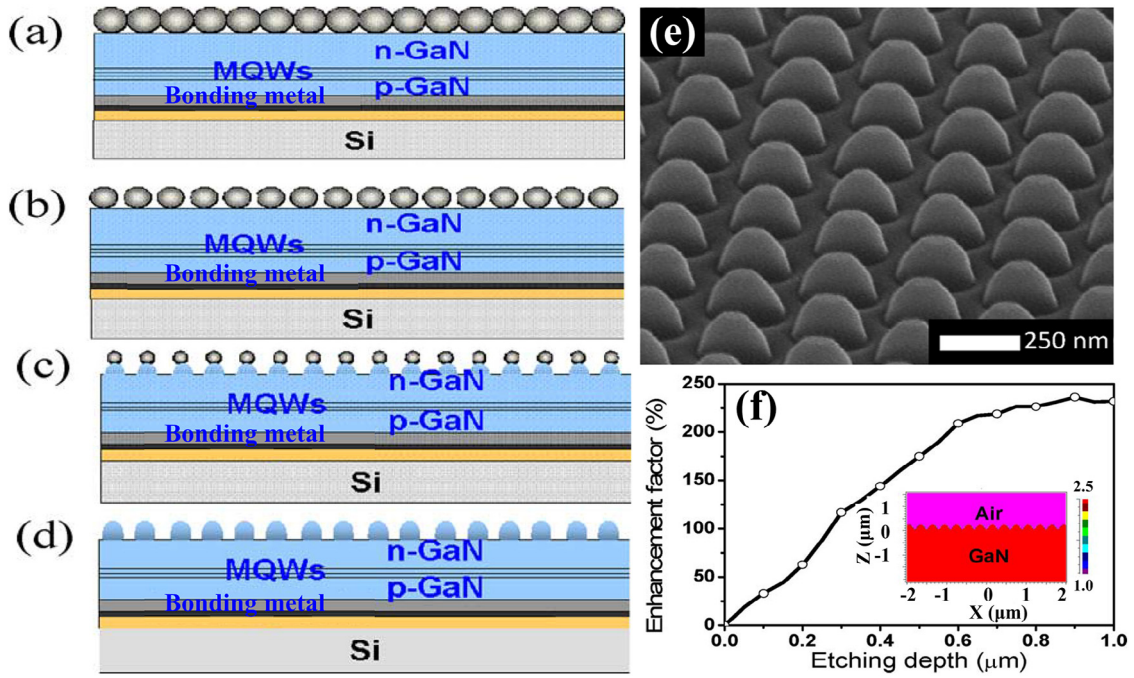 (a)
n-GaN
MQWs
Bonding metal
p-GaN
Si
(b)
n-GaN
MQWs
Bonding metal
p-GaN
Si
(c)
n-GaN
MQWs
Bonding metal
p-GaN
Si
(d)
n-GaN
MQWs
Bonding metal
p-GaN
Si
(e)
250 nm
(f)
Enhancement factor (%)
250
200
150
125
100
50
25
0
0.0 0.2 0.4 0.6 0.8 1.0
Etching depth (μm)
Air
GaN
Z (μm)
1
0
-1
-2 -1 0 1 2
X (μm)
2.5
1.0